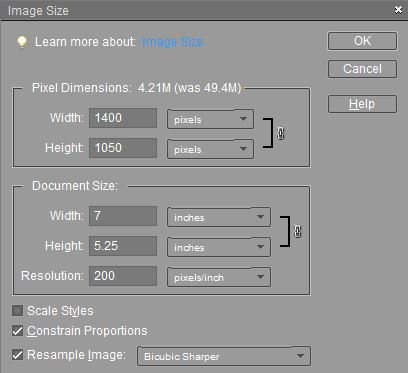 Image Size
Learn more about: Image Size
OK
Cancel
Help
Pixel Dimensions: 4.21M (was 49.4M)
Width: 1400 pixels
Height: 1050 pixels
Document Size:
Width: 7 inches
Height: 5.25 inches
Resolution: 200 pixels/inch
Scale Styles
Constrain Proportions
Resample Image: Bicubic Sharper